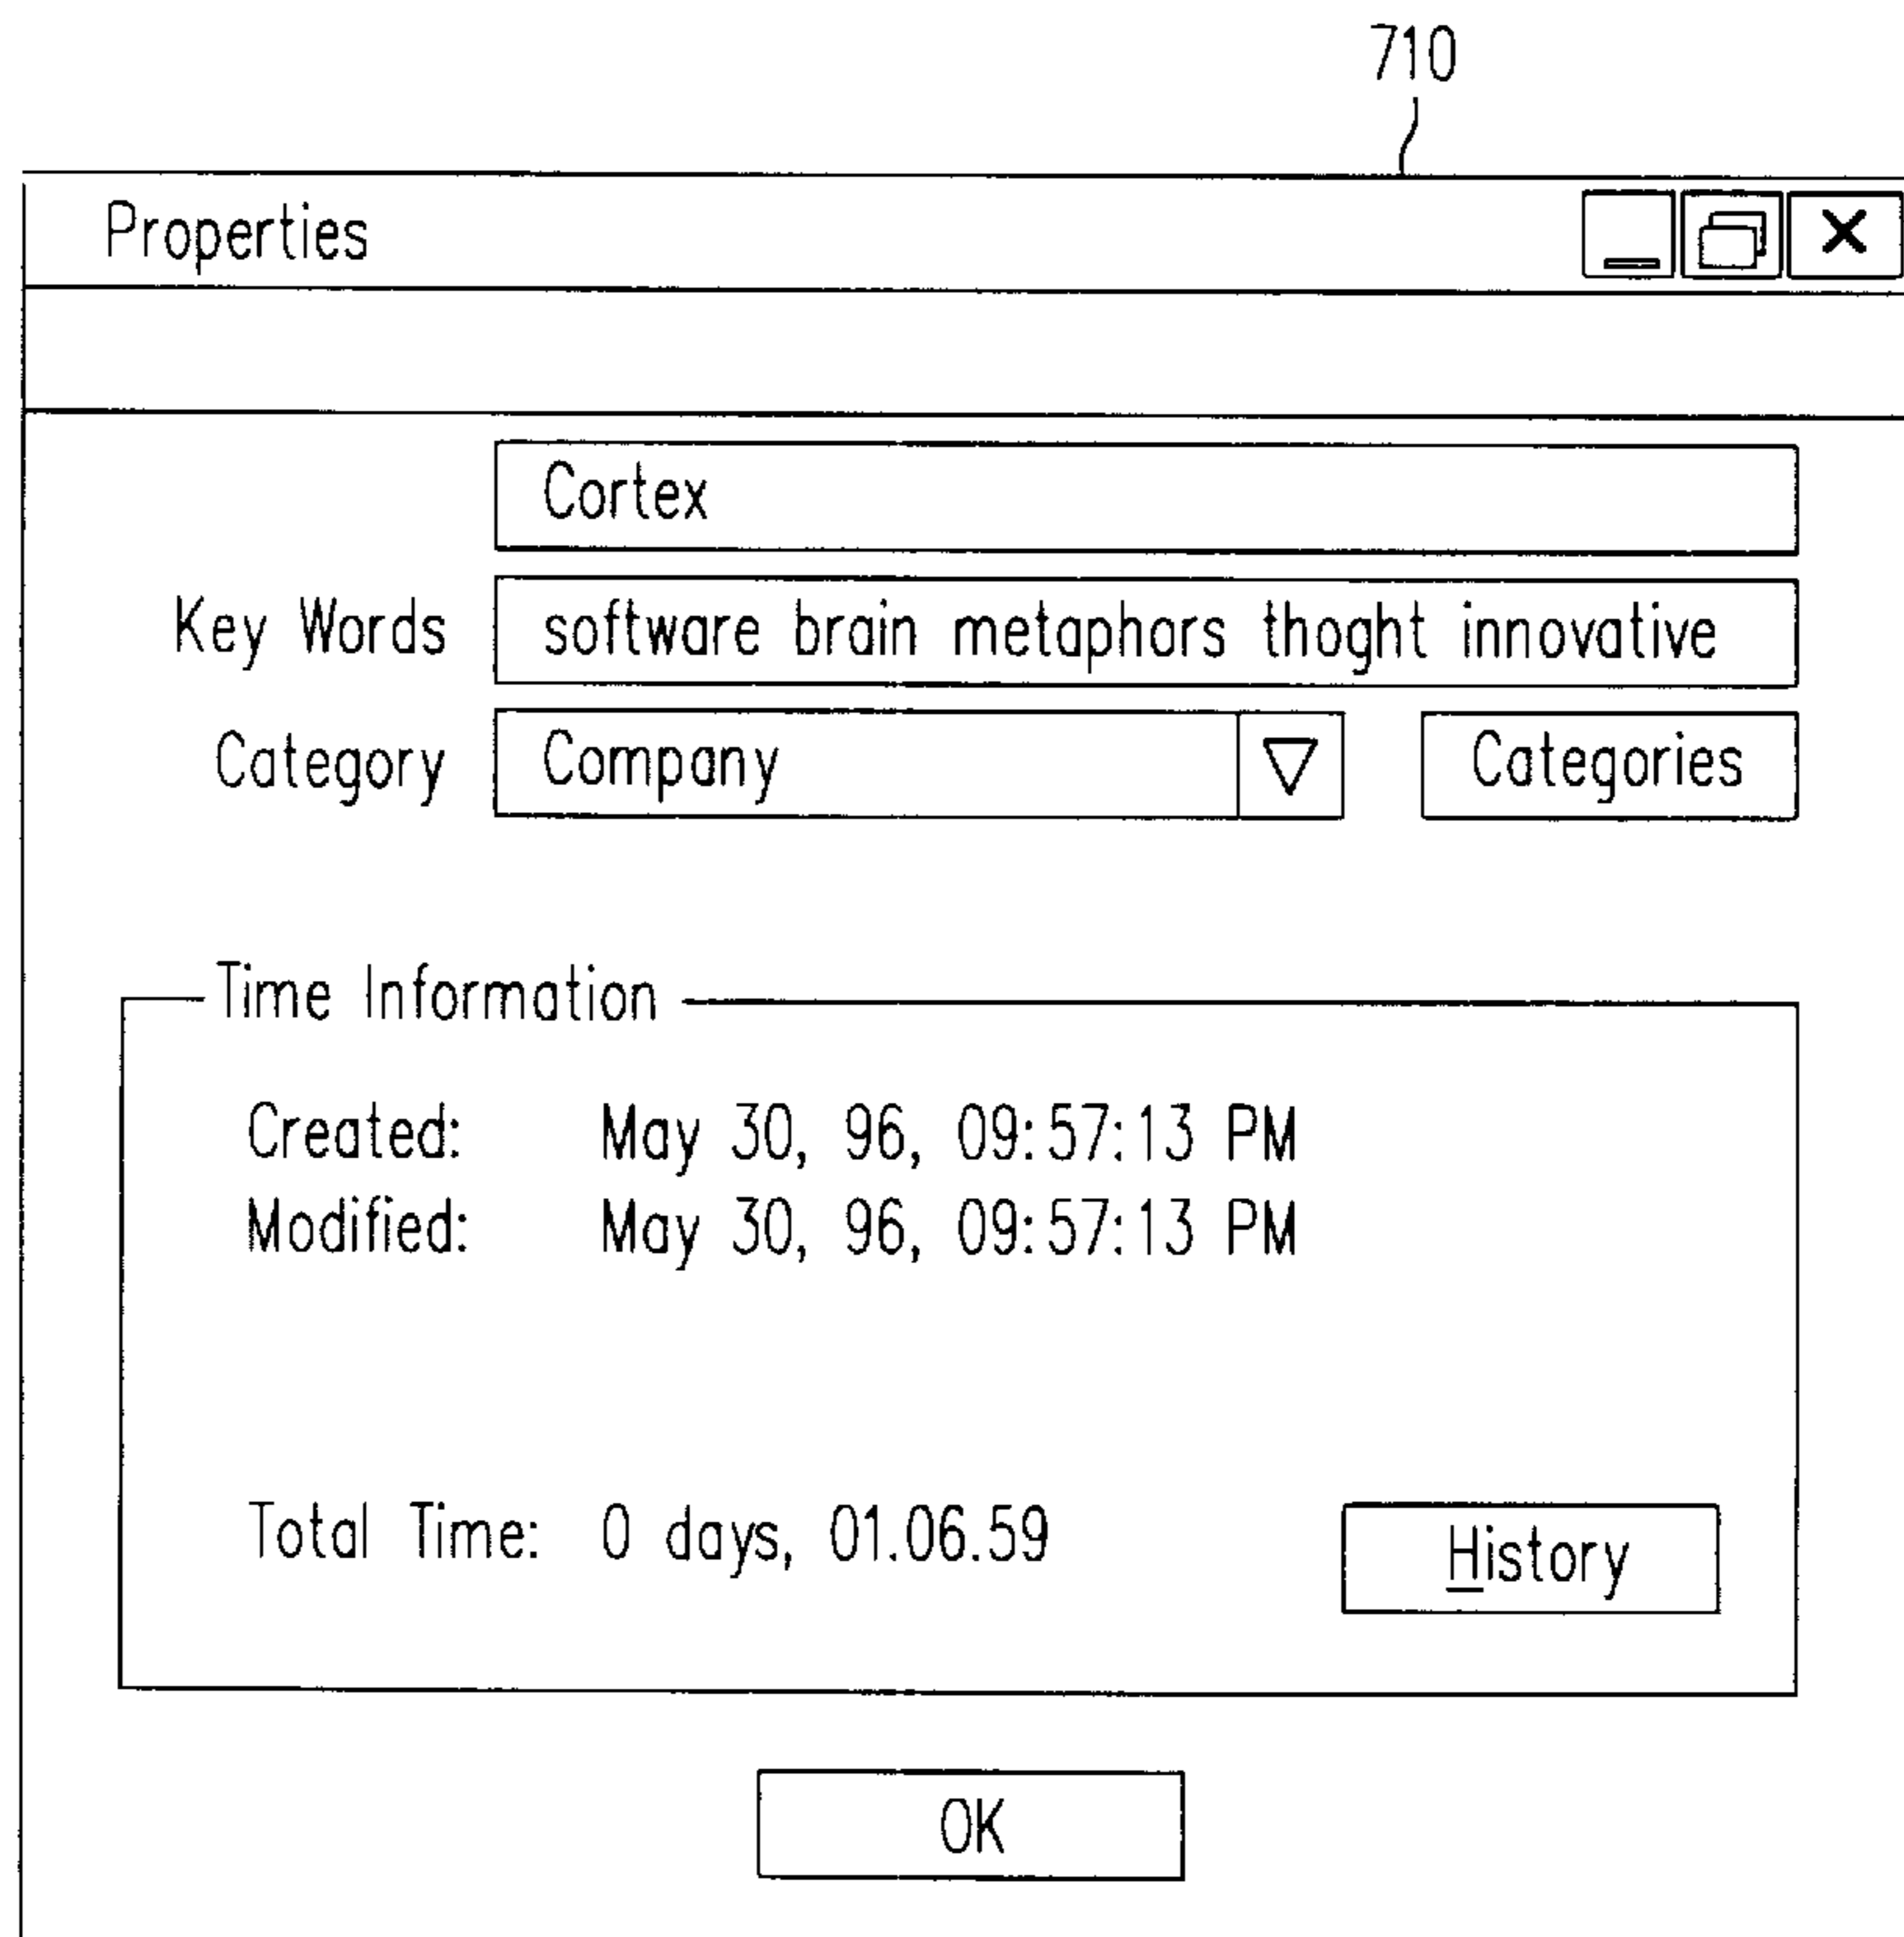 710
Properties
Cortex
Key Words software brain metaphors thoght innovative
Category Company Categories
Time Information
Created: May 30, 96, 09:57:13 PM
Modified: May 30, 96, 09:57:13 PM
Total Time: 0 days, 01.06.59 History
OK